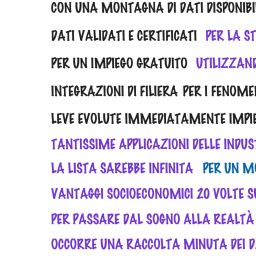 CON UNA MONTAGNA DI DATI DISPONIBI
DATI VALIDATI E CERTIFICATI PER LA ST
PER UN IMPIEGO GRATUITO UTILIZZAND
INTEGRAZIONI DI FILIERA PER I FENOME
LEVE EVOLUTE IMMEDIATAMENTE IMPIE
TANTISSIME APPLICAZIONI DELLE INDUS
LA LISTA SAREBBE INFINITA PER UN MO
VANTAGGI SOCIOECONOMICI 20 VOLTE S
PER PASSARE DAL SOGNO ALLA REALTÀ
OCCORRE UNA RACCOLTA MINUTA DEI D